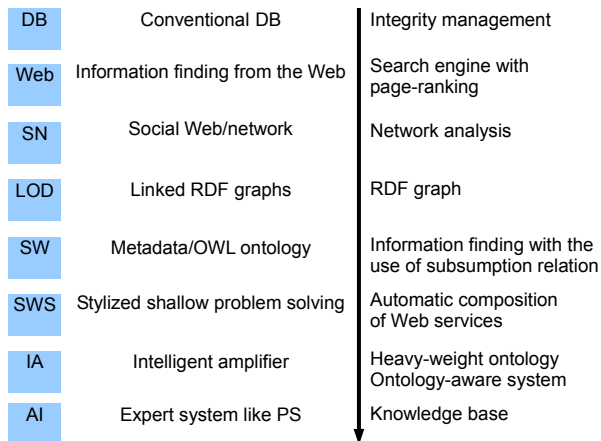 DB Conventional DB Integrity management
Web Information finding from the Web Search engine with
page-ranking
SN Social Web/network Network analysis
LOD Linked RDF graphs RDF graph
SW Metadata/OWL ontology Information finding with the
use of subsumption relation
SWS Stylized shallow problem solving Automatic composition
of Web services
IA Intelligent amplifier Heavy-weight ontology
Ontology-aware system
AI Expert system like PS Knowledge base